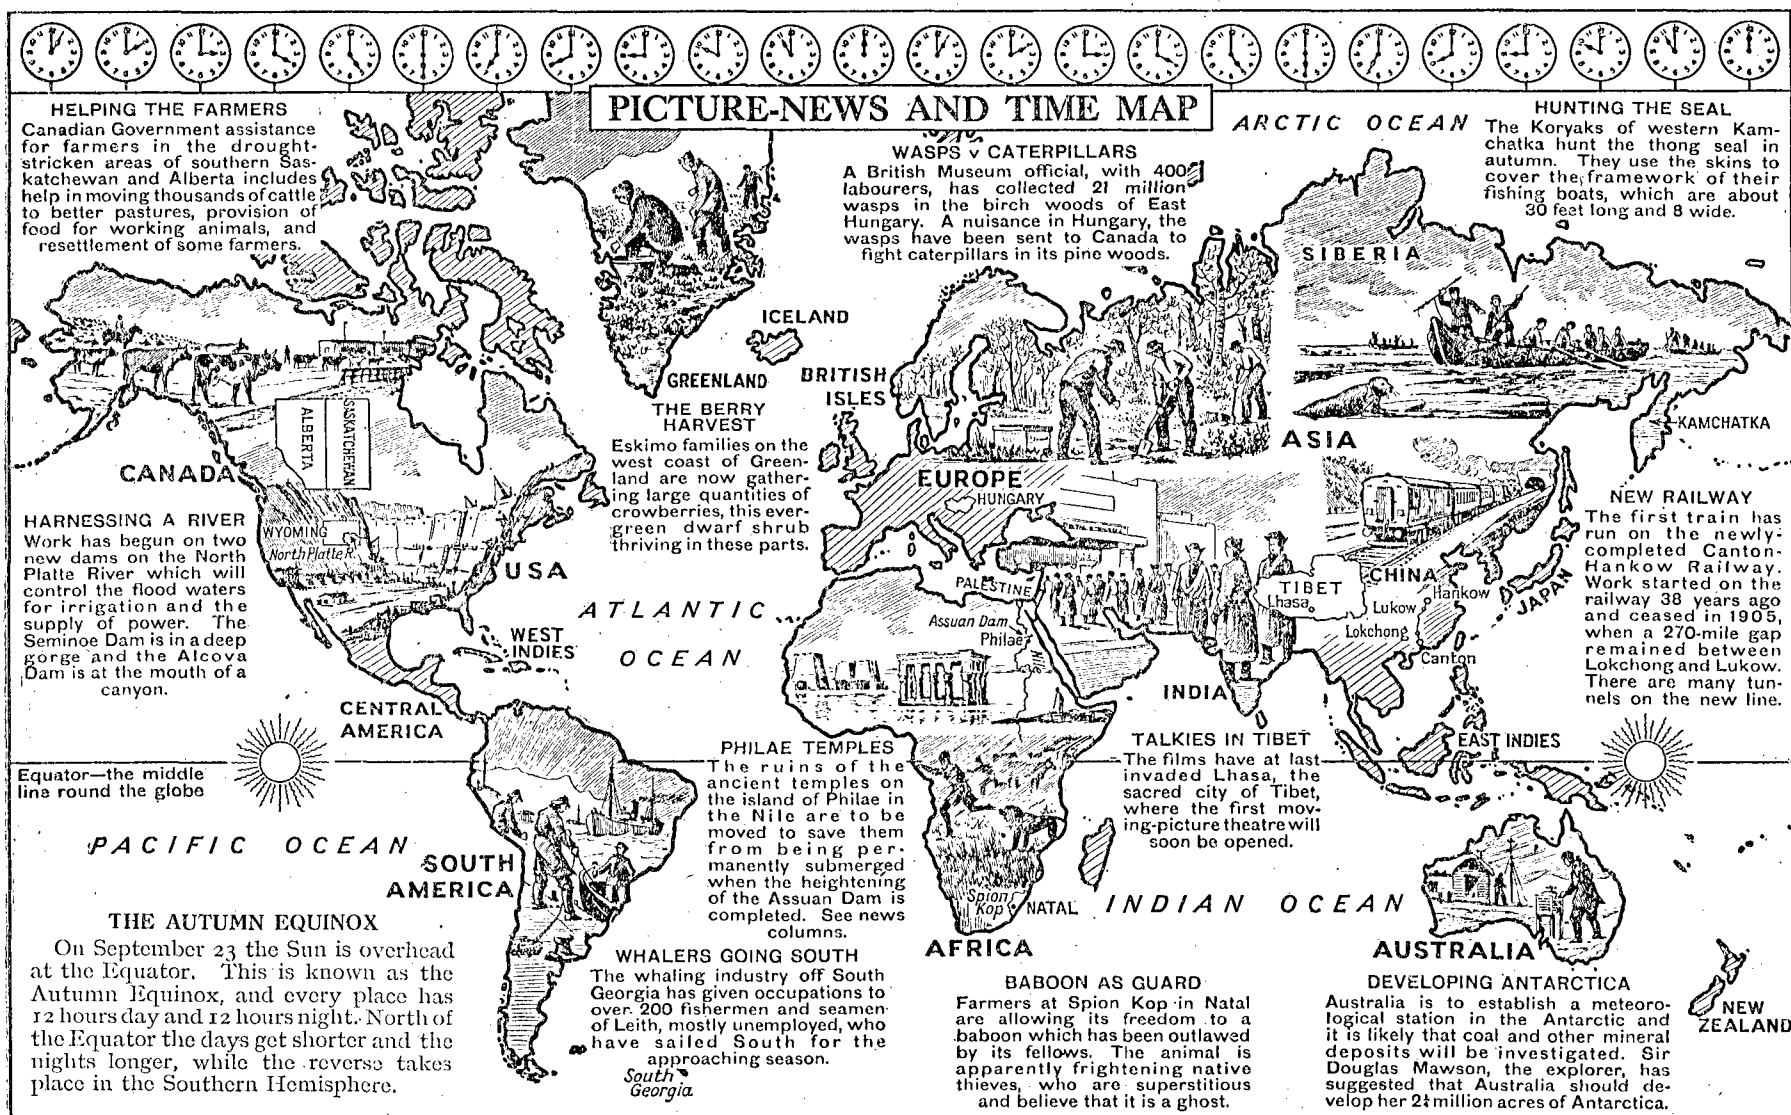 PICTURE-NEWS AND TIME MAP
HELPING THE FARMERS
Canadian Government assistance
for farmers in the drought-
stricken areas of southern Sas-
katchewan and Alberta includes
help in moving thousands of cattle
to better pastures, provision of
food for working animals, and
resettlement of some farmers.
WASPS v CATERPILLARS
A British Museum official, with 400
labourers, has collected 21 million
wasps in the birch woods of East
Hungary. A nuisance in Hungary, the
wasps have been sent to Canada to
fight caterpillars in its pine woods.
ARCTIC OCEAN
HUNTING THE SEAL
The Koryaks of western Kam-
chatka hunt the thong seal in
autumn. They use the skins to
cover the framework of their
fishing boats, which are about
30 feet long and 8 wide.
SIBERIA
ICELAND
GREENLAND
BRITISH
ISLES
THE BERRY
HARVEST
Eskimo families on the
west coast of Green-
land are now gather-
ing large quantities of
crowberries, this ever-
green dwarf shrub
thriving in these parts.
ALBERTA
SASKATCHEWAN
CANADA
ASIA
KAMCHATKA
EUROPE
HUNGARY
HARNESSING A RIVER
Work has begun on two
new dams on the North
Platte River which will
control the flood waters
for irrigation and the
supply of power. The
Seminoe Dam is in a deep
gorge and the Alcova
Dam is at the mouth of a
canyon.
WYOMING
North Platte R.
USA
NEW RAILWAY
The first train has
run on the newly-
completed Canton-
Hankow Railway.
Work started on the
railway 38 years ago
and ceased in 1905,
when a 270-mile gap
remained between
Lokchong and Lukow.
There are many tun-
nels on the new line.
PALESTINE
TIBET
Lhasa
CHINA
Hankow
Lukow
Lokchong
Canton
JAPAN
ATLANTIC
OCEAN
WEST
INDIES
Assuan Dam
Philae
INDIA
CENTRAL
AMERICA
EAST INDIES
Equator—the middle
line round the globe
PHILAE TEMPLES
The ruins of the
ancient temples on
the island of Philae in
the Nile are to be
moved to save them
from being per-
manently submerged
when the heightening
of the Assuan Dam is
completed. See news
columns.
TALKIES IN TIBET
The films have at last
invaded Lhasa, the
sacred city of Tibet,
where the first mov-
ing-picture theatre will
soon be opened.
PACIFIC OCEAN
SOUTH
AMERICA
Spion
Kop
NATAL
INDIAN OCEAN
AFRICA
AUSTRALIA
NEW
ZEALAND
THE AUTUMN EQUINOX
On September 23 the Sun is overhead
at the Equator. This is known as the
Autumn Equinox, and every place has
12 hours day and 12 hours night. North of
the Equator the days get shorter and the
nights longer, while the reverse takes
place in the Southern Hemisphere.
WHALERS GOING SOUTH
The whaling industry off South
Georgia has given occupations to
over 200 fishermen and seamen
of Leith, mostly unemployed, who
have sailed South for the
approaching season.
South
Georgia
BABOON AS GUARD
Farmers at Spion Kop in Natal
are allowing its freedom to a
baboon which has been outlawed
by its fellows. The animal is
apparently frightening native
thieves, who are superstitious
and believe that it is a ghost.
DEVELOPING ANTARCTICA
Australia is to establish a meteoro-
logical station in the Antarctic and
it is likely that coal and other mineral
deposits will be investigated. Sir
Douglas Mawson, the explorer, has
suggested that Australia should de-
velop her 2¼ million acres of Antarctica.